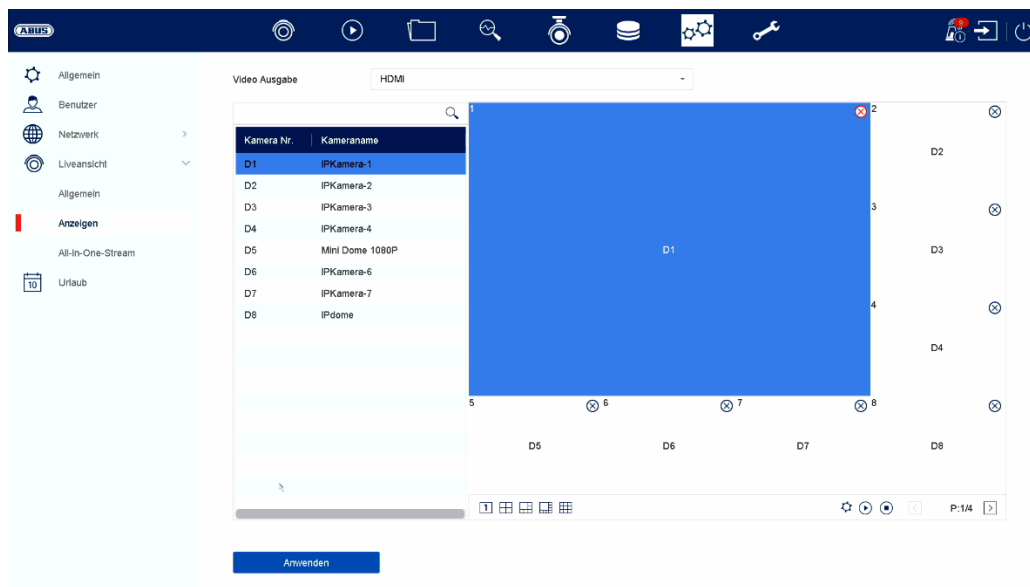 ABUS
9
Allgemein
Benutzer
Netzwerk
Liveansicht
Allgemein
Anzeigen
All-in-One-Stream
10
Urlaub
Video Ausgabe HDMI
Kamera Nr. Kameraname
D1 IPKamera-1
D2 IPKamera-2
D3 IPKamera-3
D4 IPKamera-4
D5 Mini Dome 1080P
D6 IPKamera-6
D7 IPKamera-7
D8 IPdome
1
D1
2
D2
3
D3
4
D4
5 6 7 8
D5 D6 D7 D8
1
P:1/4
Anwenden